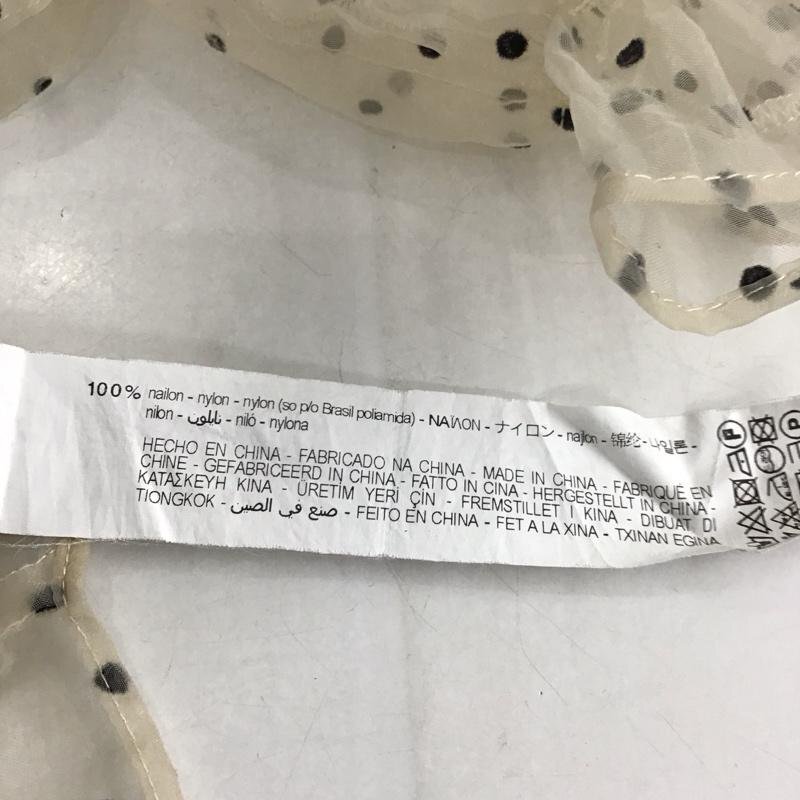 100% nailon - nylon - nylon (so p/o Brasil poliamida) - ΝΑΪΛΟΝ - ナイロン - najlon - 锦纶 - 나일론 -
nilon - نايلون - niló - nylona
HECHO EN CHINA - FABRICADO NA CHINA - MADE IN CHINA - FABRIQUÉ EN
CHINE - GEFABRICEERD IN CHINA - FATTO IN CINA - HERGESTELLT IN CHINA -
ΚΑΤΑΣΚΕΥΗ ΚΙΝΑ - ÜRETİM YERİ ÇİN - FREMSTILLET I KINA - DIBUAT DI
TIONGKOK - صنع في الصين - FEITO EN CHINA - FET A LA XINA - TXINAN EGINA
P